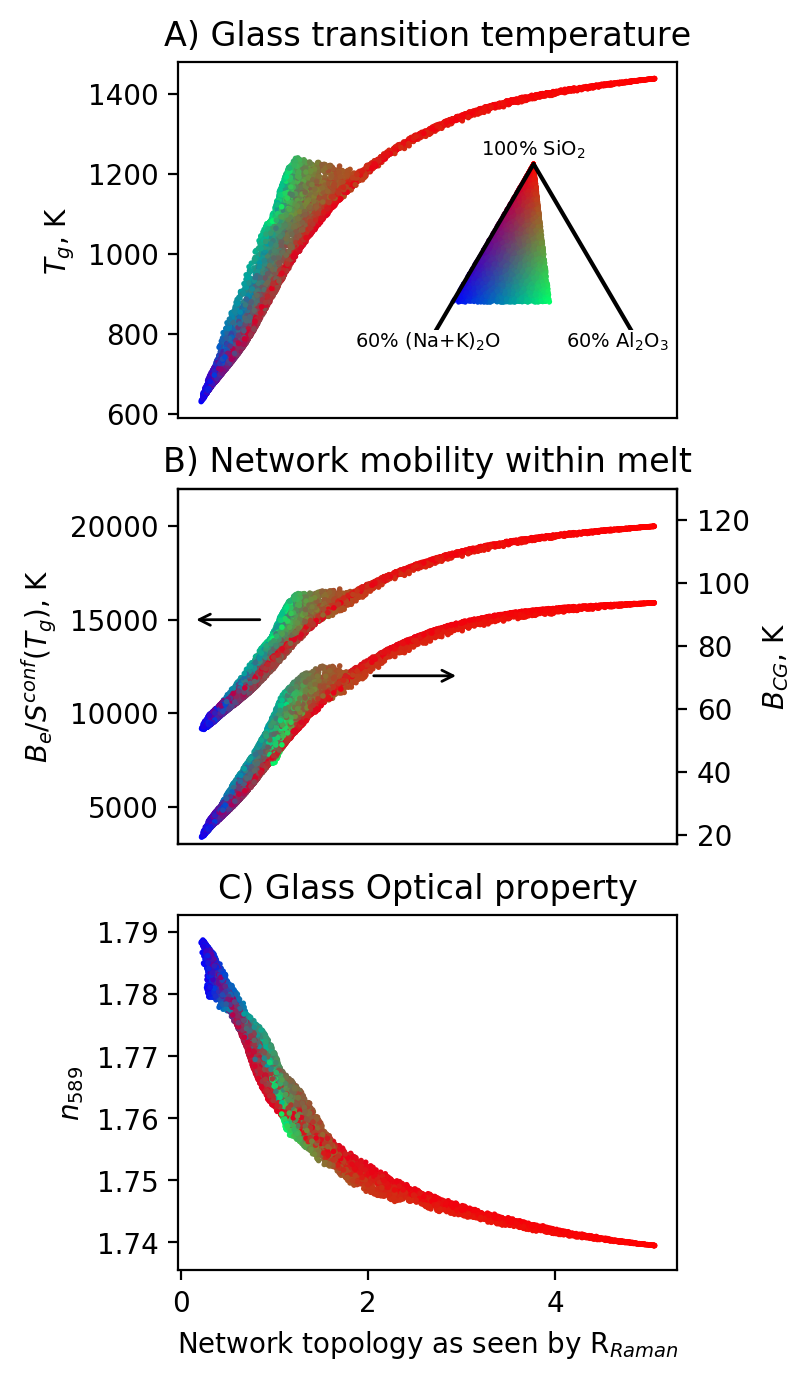 A) Glass transition temperature
1400
1200
1000
800
600
T_g, K
100% SiO₂
60% (Na+K)₂O
60% Al₂O₃
B) Network mobility within melt
20000
15000
10000
5000
B_e/S^conf(T_g), K
120
100
80
60
40
20
B_CG, K
C) Glass Optical property
1.79
1.78
1.77
1.76
1.75
1.74
n₅₈₉
0 2 4
Network topology as seen by R_Raman